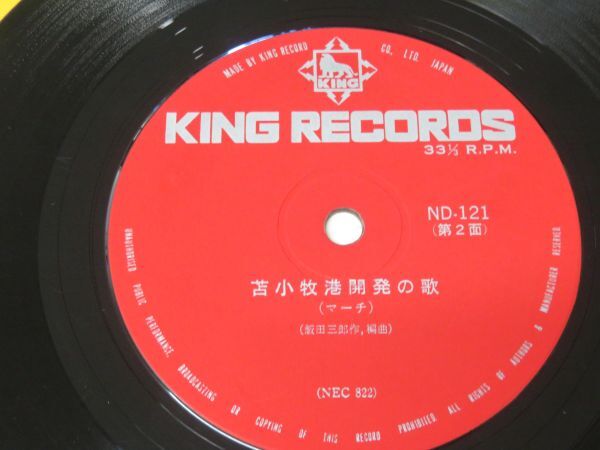 MADE BY KING RECORD CO., LTD. JAPAN
KING
KING RECORDS
33⅓ R.P.M.
ND-121
(第2面)
苫小牧港開発の歌
(マーチ)
(飯田三郎作,編曲)
(NEC 822)
UNAUTHORISED PUBLIC PERFORMANCE, BROADCASTING OR COPYING OF THIS RECORD PROHIBITED. ALL RIGHTS OF AUTHORS & MANUFACTURER RESERVED.